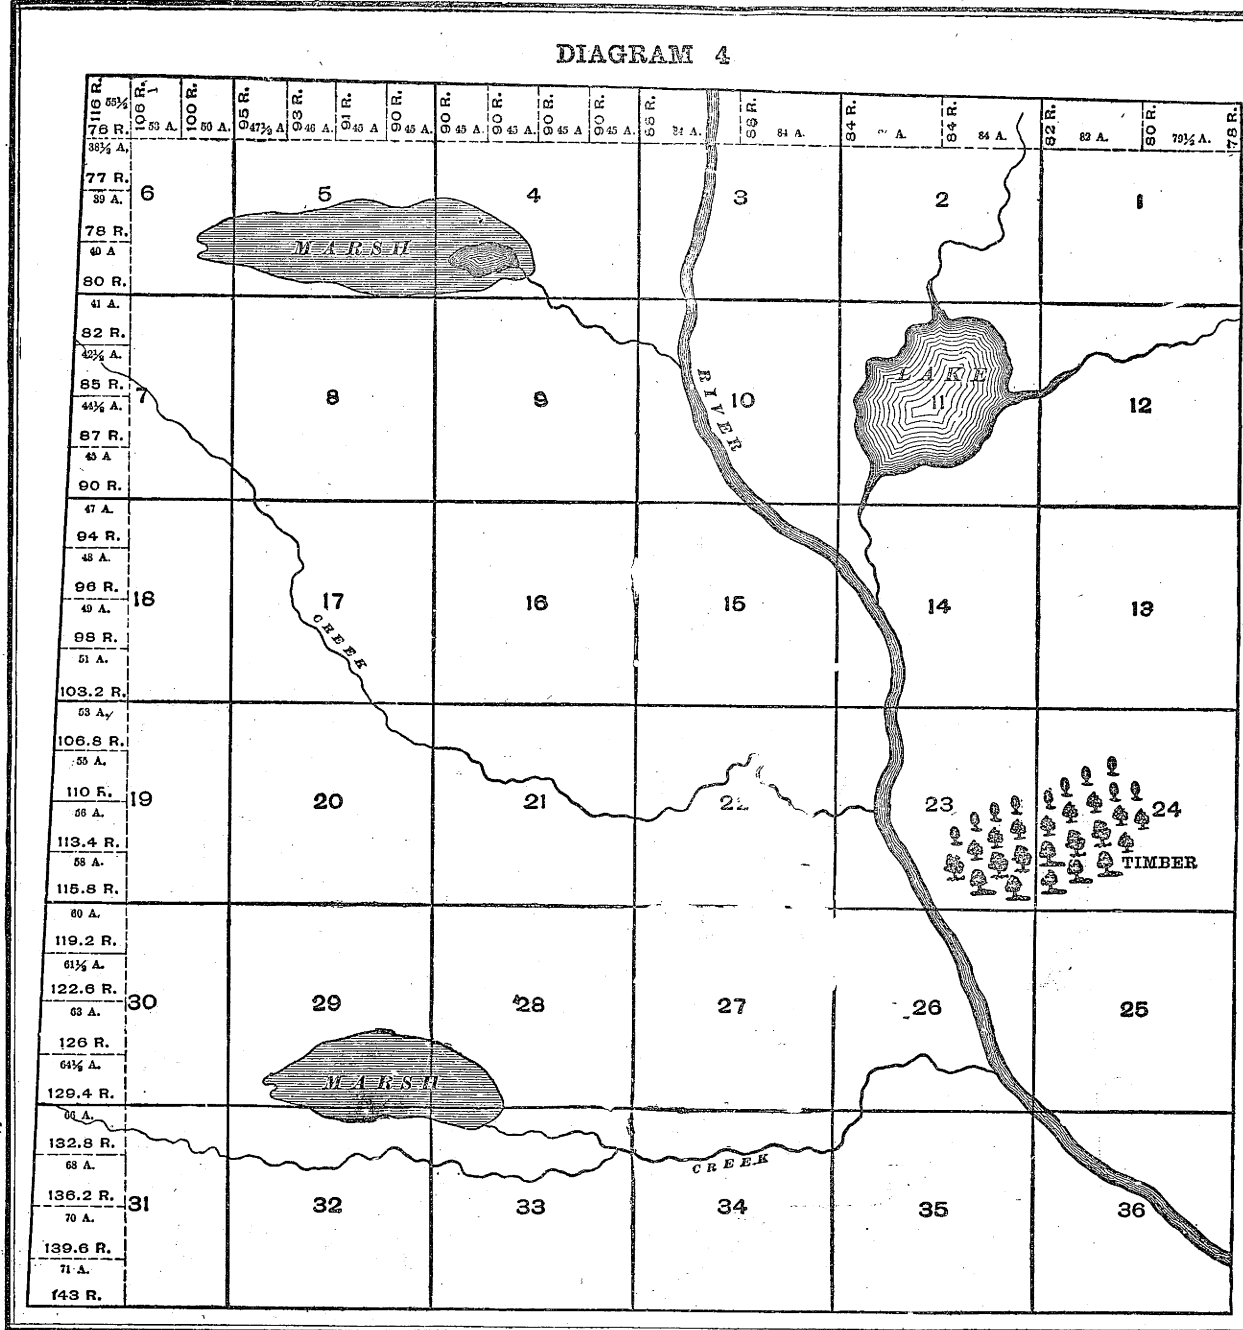 DIAGRAM 4
116 R. 106 R. 100 R. 95 R. 93 R. 91 R. 90 R. 90 R. 90 R. 90 R. 90 R. 88 R. 88 R. 84 R. 84 R. 82 R. 80 R. 78 R.
55½ 53 A. 50 A. 47½ A 46 A. 45 A 45 A. 45 A. 45 A. 45 A 45 A. 84 A. 84 A. A. 84 A. 82 A. 79½ A.
76 R.
38½ A.
77 R.
39 A.
78 R.
40 A
80 R.
6 5 4 3 2 1
MARSH
41 A.
82 R.
42½ A.
85 R.
44½ A.
87 R.
45 A
90 R.
7 8 9 10 11 12
RIVER
LAKE
47 A.
94 R.
48 A.
96 R.
49 A.
98 R.
51 A.
103.2 R.
18 17 16 15 14 13
CREEK
53 A.
106.8 R.
55 A.
110 R.
56 A.
113.4 R.
58 A.
115.8 R.
19 20 21 22 23 24
TIMBER
60 A.
119.2 R.
61½ A.
122.6 R.
63 A.
126 R.
64½ A.
129.4 R.
30 29 28 27 26 25
MARSH
66 A.
132.8 R.
68 A.
136.2 R.
70 A.
139.6 R.
71 A.
143 R.
CREEK
31 32 33 34 35 36